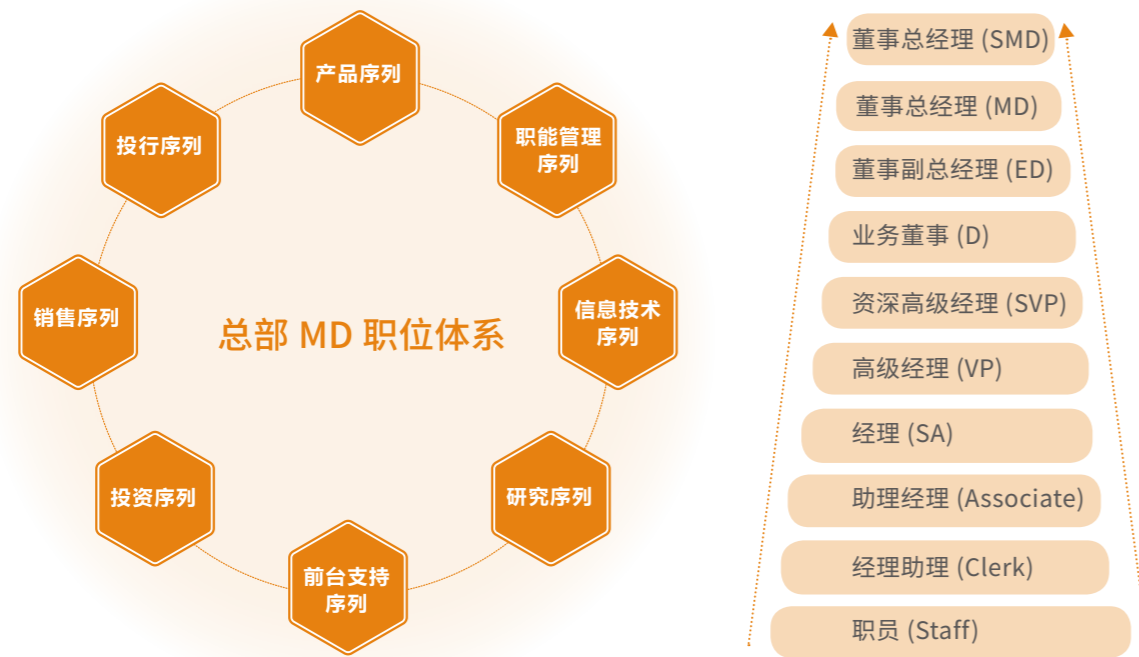 产品序列
职能管理
序列
信息技术
序列
研究序列
前台支持
序列
投资序列
销售序列
投行序列
总部 MD 职位体系
董事总经理 (SMD)
董事总经理 (MD)
董事副总经理 (ED)
业务董事 (D)
资深高级经理 (SVP)
高级经理 (VP)
经理 (SA)
助理经理 (Associate)
经理助理 (Clerk)
职员 (Staff)